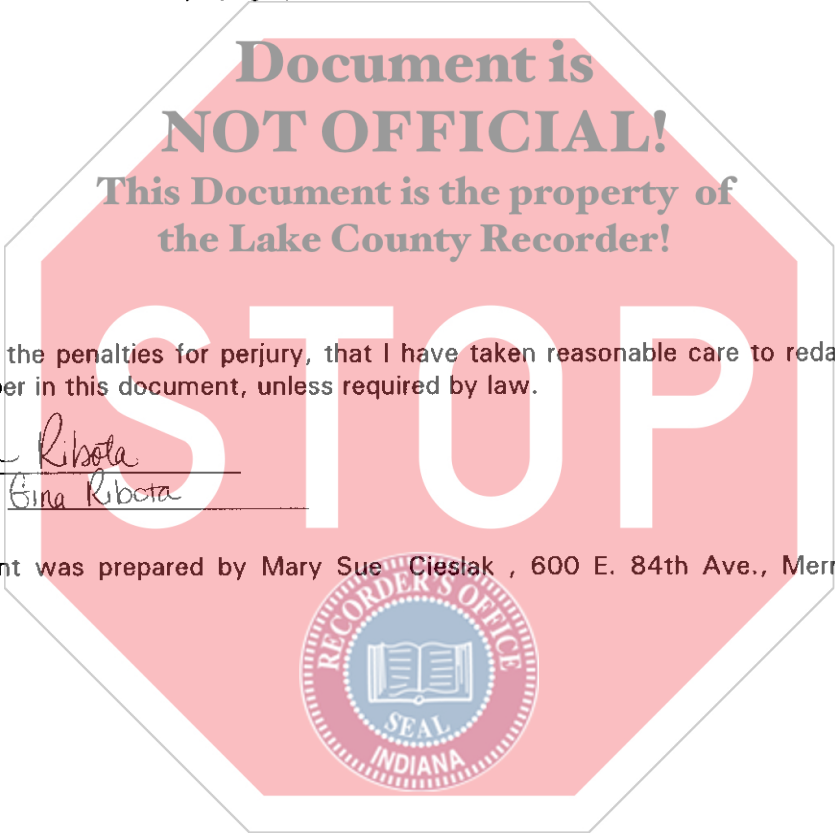 Document is
NOT OFFICIAL!
This Document is the property of
the Lake County Recorder!
STOP
the penalties for perjury, that I have taken reasonable care to reda
er in this document, unless required by law.
Ribota
Gina Ribota
nt was prepared by Mary Sue Cieslak , 600 E. 84th Ave., Merr
RECORDER'S OFFICE
SEAL
INDIANA